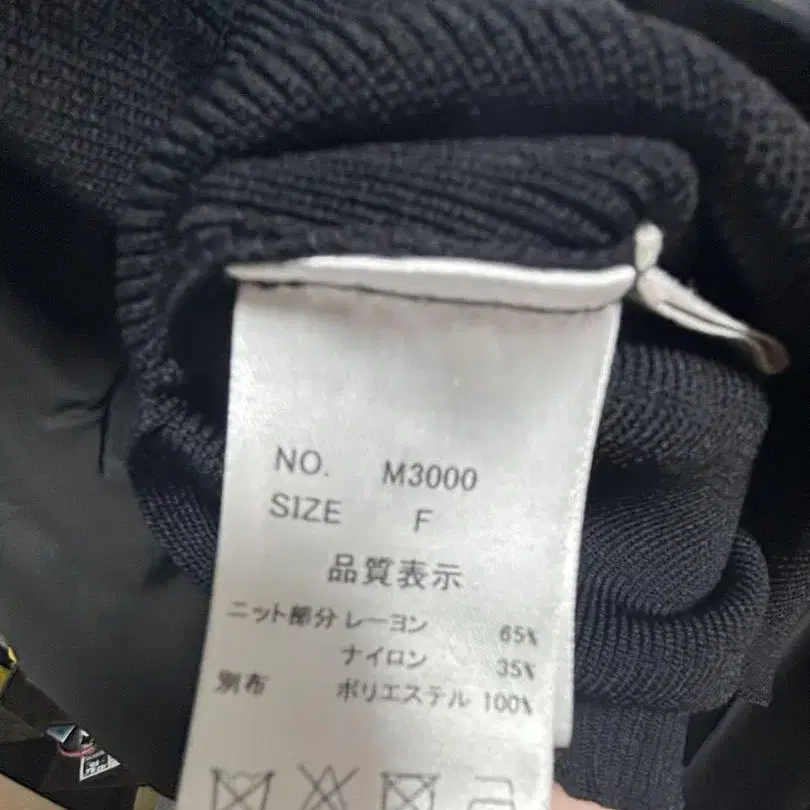 NO. M3000
SIZE F
品質表示
ニット部分 レーヨン 65%
ナイロン 35%
別布 ポリエステル 100%